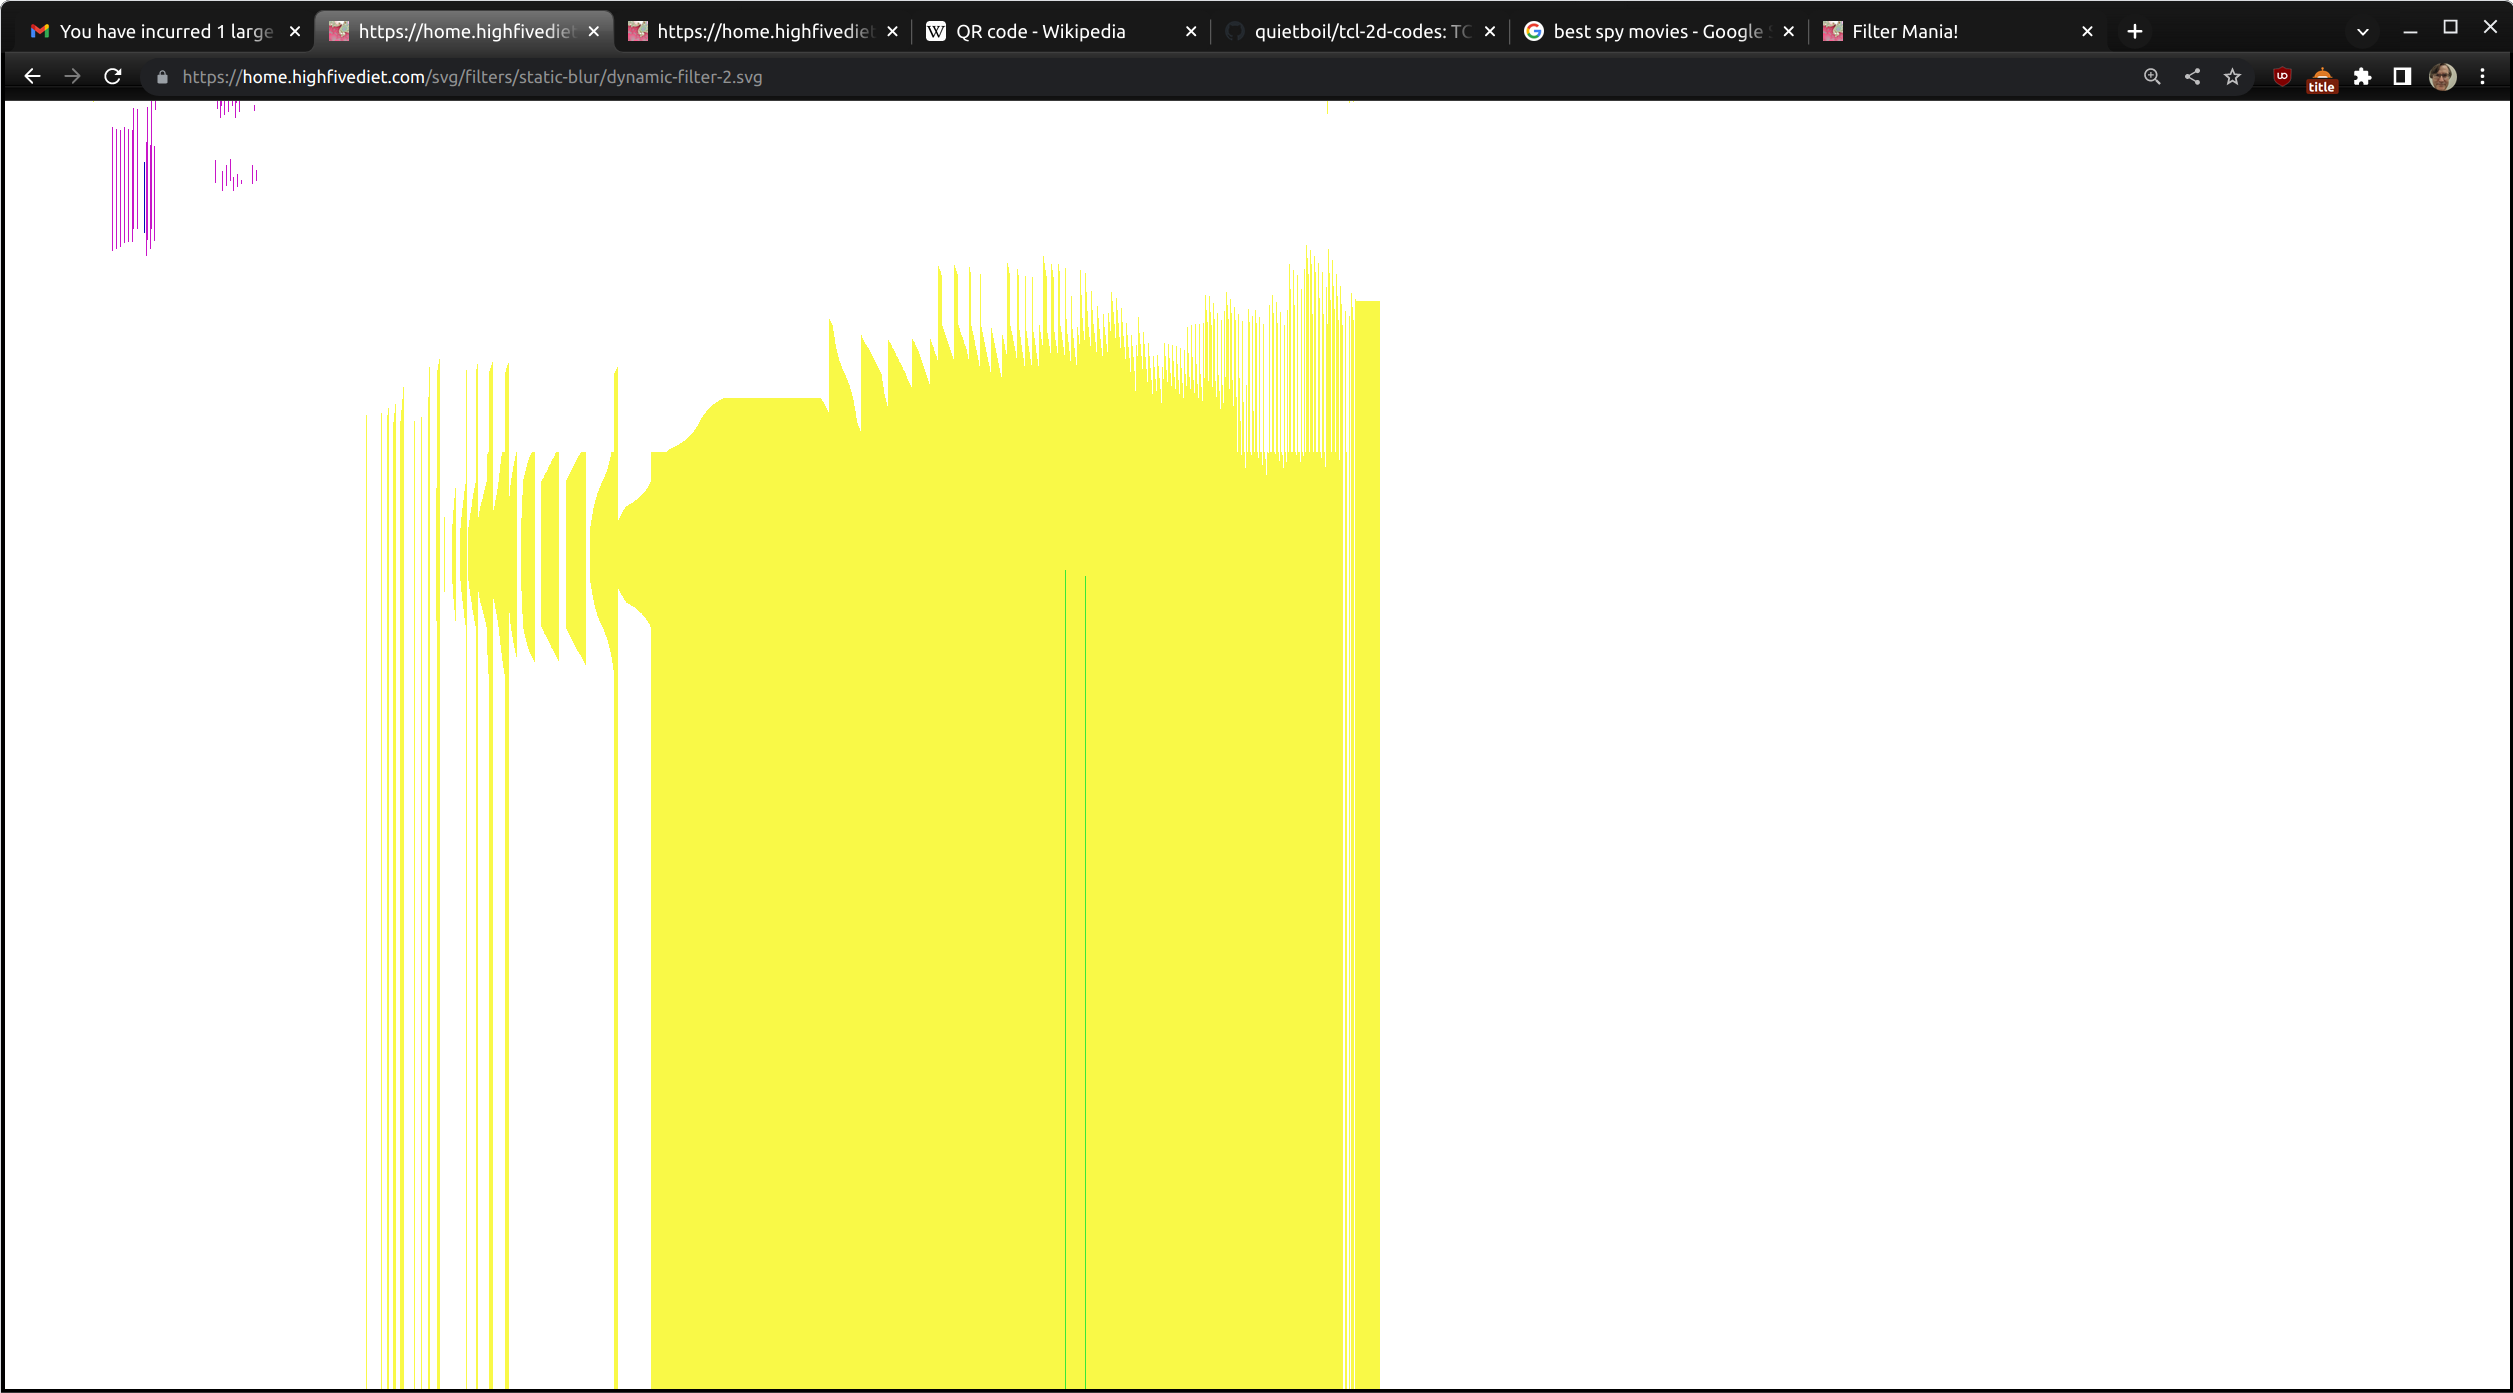 You have incurred 1 large
https://home.highfivediet
https://home.highfivediet
QR code - Wikipedia
quietboil/tcl-2d-codes: TC
best spy movies - Google S
Filter Mania!
https://home.highfivediet.com/svg/filters/static-blur/dynamic-filter-2.svg
title